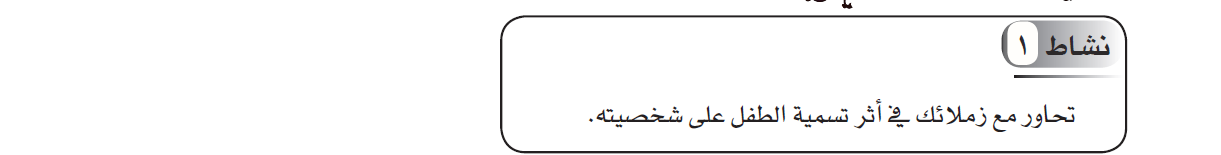 نشاط ١
تحاور مع زملائك في أثر تسمية الطفل على شخصيته.